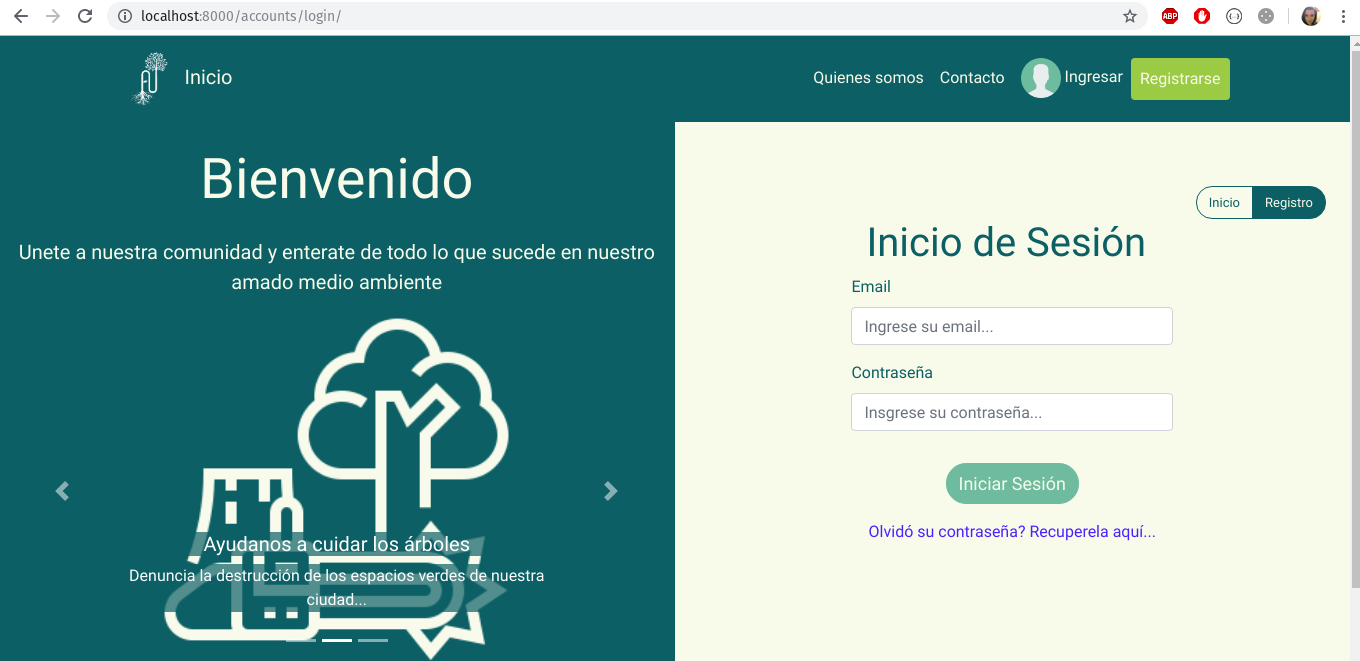 localhost:8000/accounts/login/
ABP
Inicio
Quienes somos
Contacto
Ingresar
Registrarse
Bienvenido
Unete a nuestra comunidad y enterate de todo lo que sucede en nuestro
amado medio ambiente
Ayudanos a cuidar los árboles
Denuncia la destrucción de los espacios verdes de nuestra
ciudad...
Inicio
Registro
Inicio de Sesión
Email
Ingrese su email...
Contraseña
Insgrese su contraseña...
Iniciar Sesión
Olvidó su contraseña? Recuperela aquí...